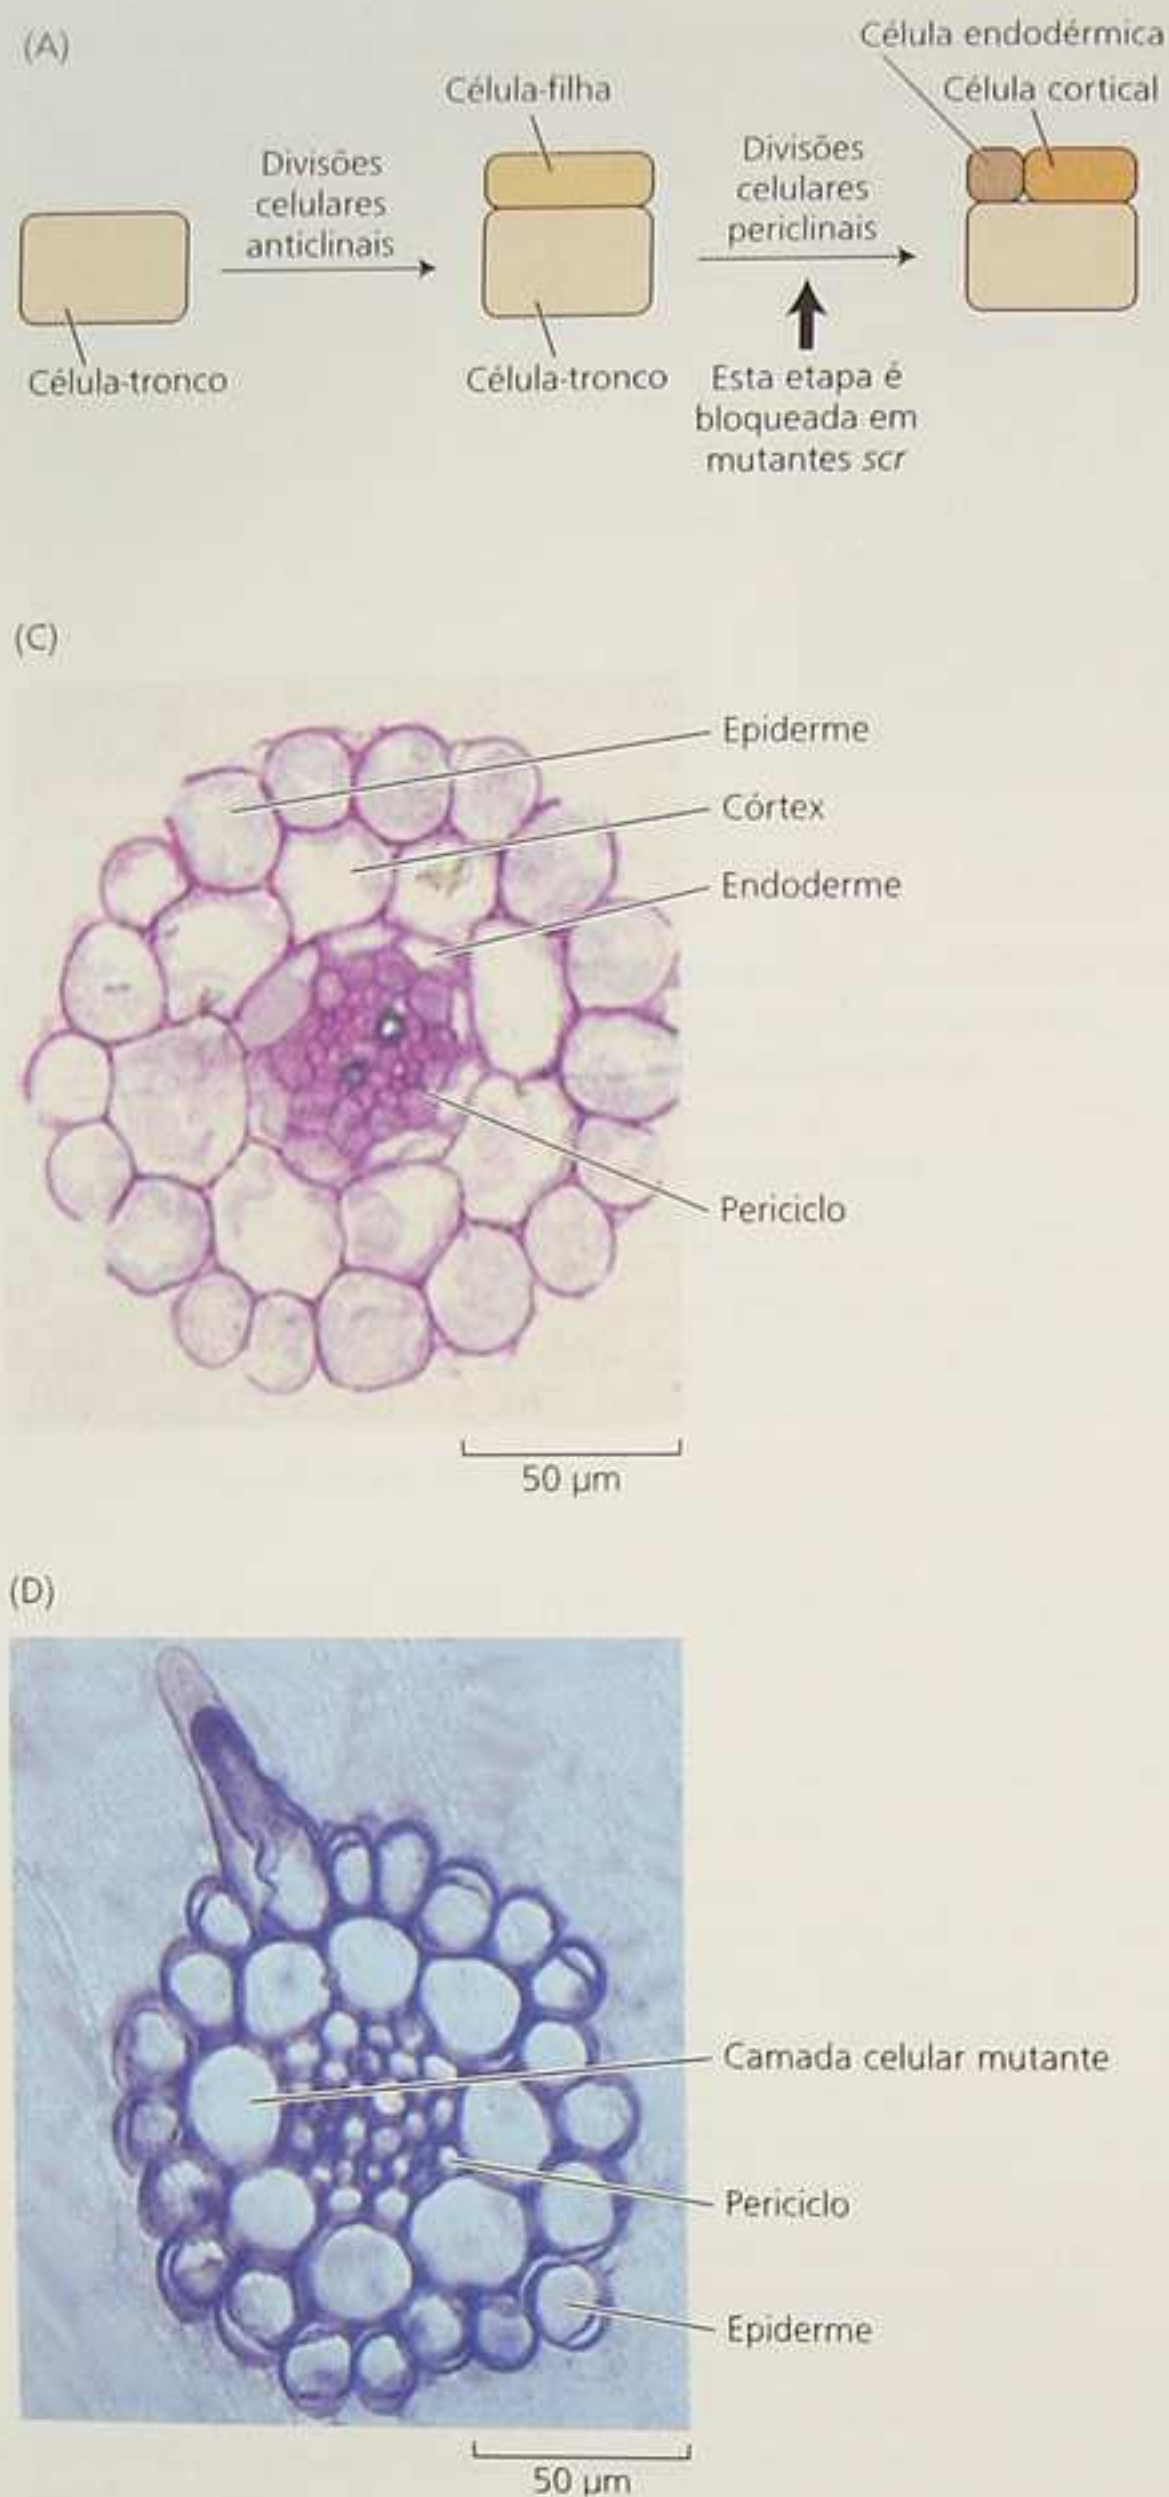 (A)
Célula endodérmica
Célula-filha
Célula cortical
Divisões
celulares
anticlinais
Divisões
celulares
periclinais
Célula-tronco
Célula-tronco
Esta etapa é
bloqueada em
mutantes scr
(C)
Epiderme
Córtex
Endoderme
Periciclo
50 µm
(D)
Camada celular mutante
Periciclo
Epiderme
50 µm